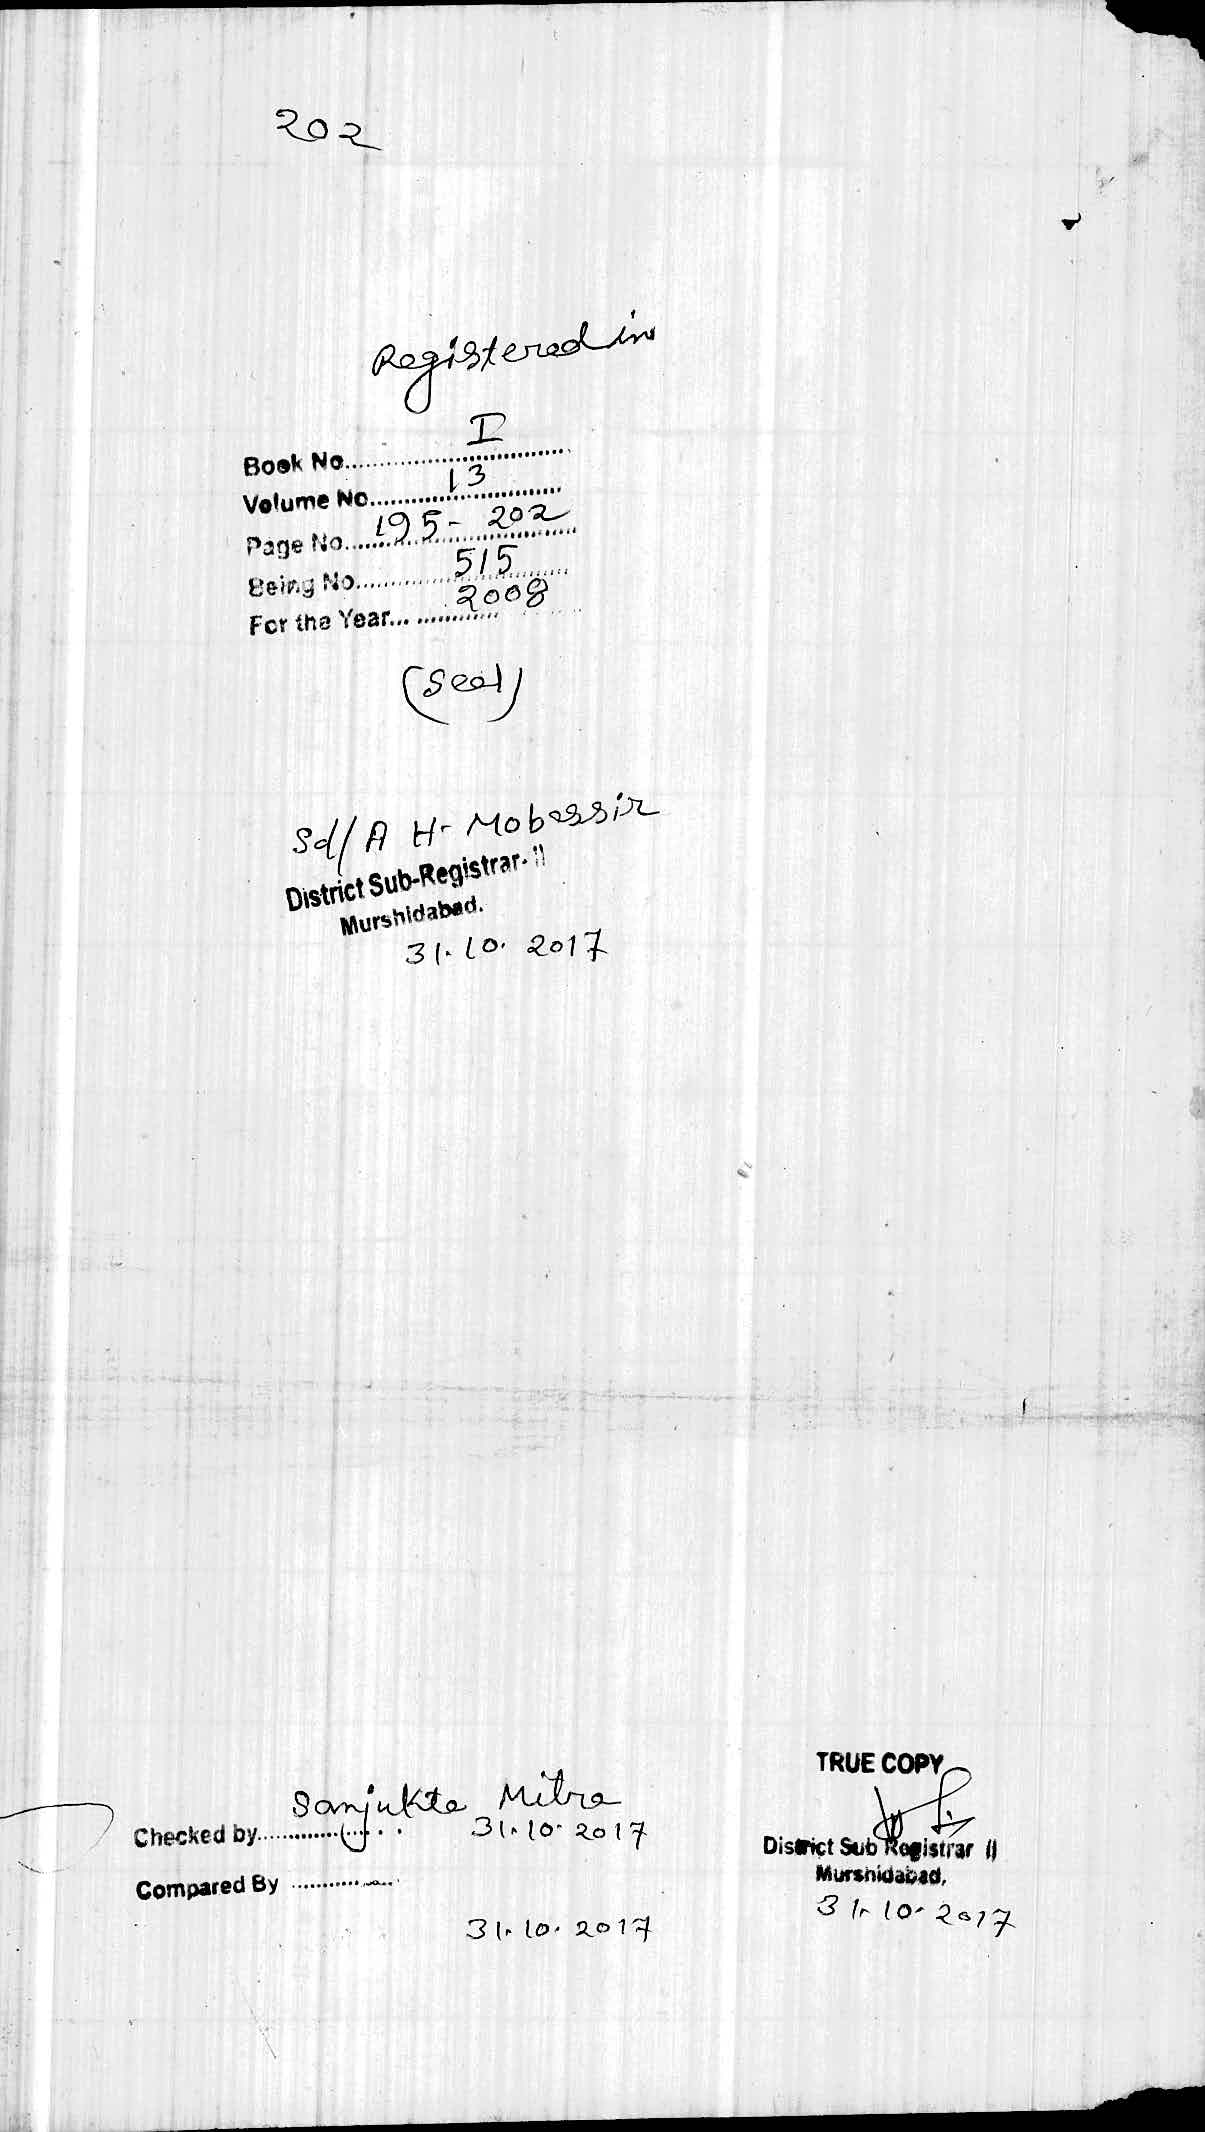 202
Registered in
Book No. I
Volume No. 13
Page No. 195 - 202
Being No. 515
For the Year... 2008
(Seal)
Sd/ A H. Mobassir
District Sub-Registrar- II
Murshidabad.
31.10.2017
TRUE COPY
Sanjukta Mitra
Checked by 31.10.2017
District Sub Registrar II
Murshidabad,
Compared By
31.10.2017
31.10.2017